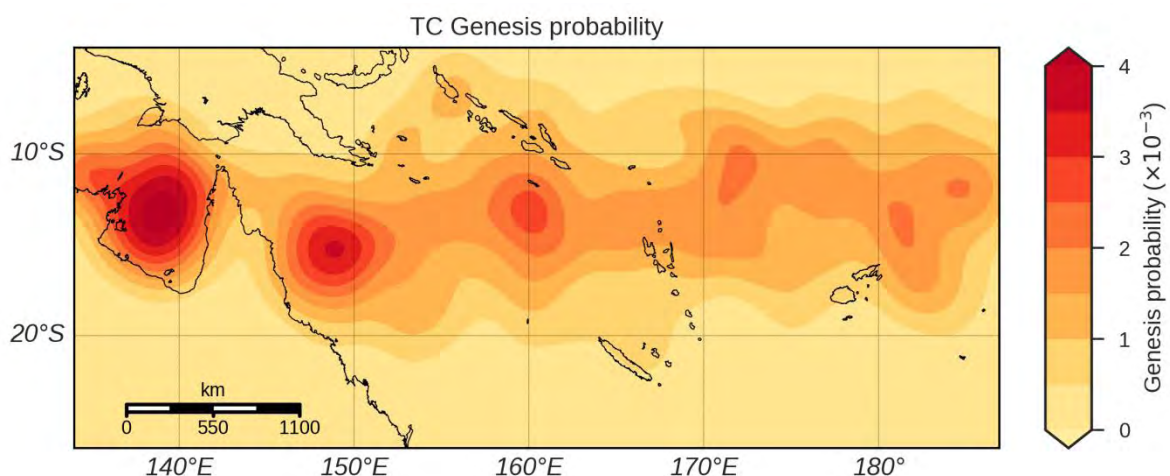 TC Genesis probability
10°S
20°S
km
0 550 1100
140°E 150°E 160°E 170°E 180°
4
3
2
1
0
Genesis probability (×10⁻³)